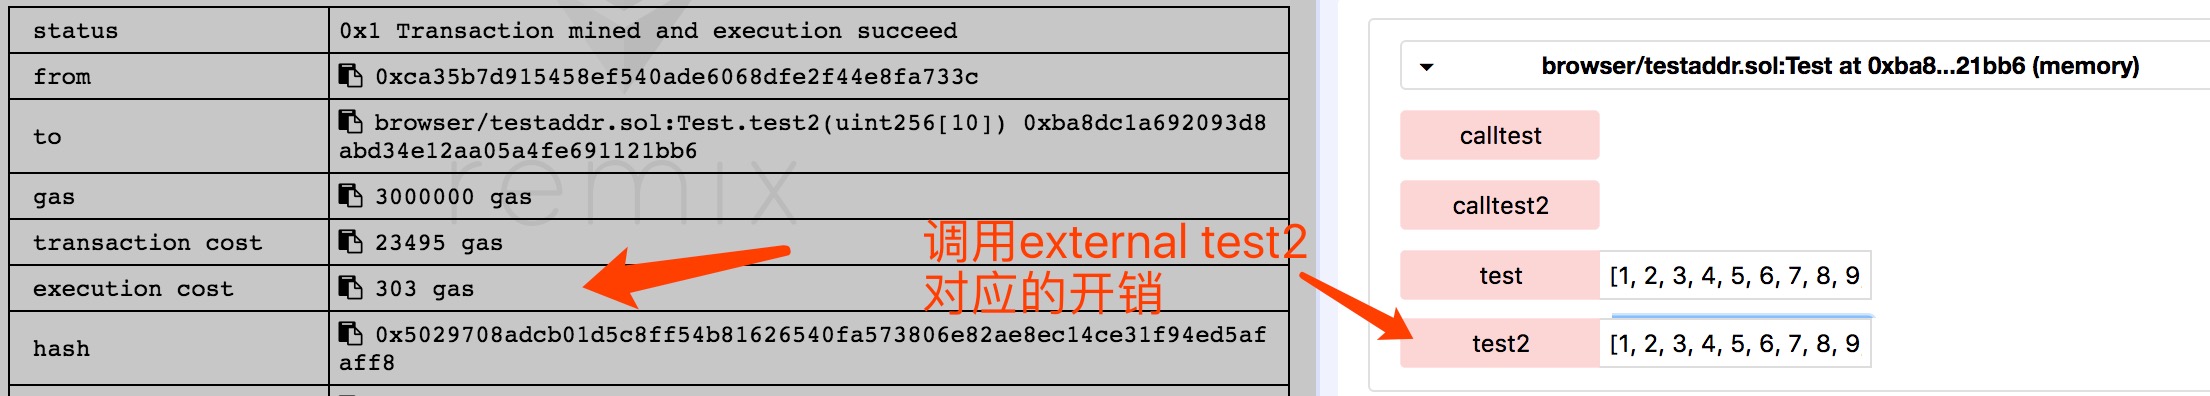 status 0x1 Transaction mined and execution succeed
from 0xca35b7d915458ef540ade6068dfe2f44e8fa733c
to browser/testaddr.sol:Test.test2(uint256[10]) 0xba8dc1a692093d8
abd34e12aa05a4fe691121bb6
gas 3000000 gas
transaction cost 23495 gas
execution cost 303 gas
hash 0x5029708adcb01d5c8ff54b81626540fa573806e82ae8ec14ce31f94ed5af
aff8
remix
调用external test2
对应的开销
browser/testaddr.sol:Test at 0xba8...21bb6 (memory)
calltest
calltest2
test [1, 2, 3, 4, 5, 6, 7, 8, 9
test2 [1, 2, 3, 4, 5, 6, 7, 8, 9